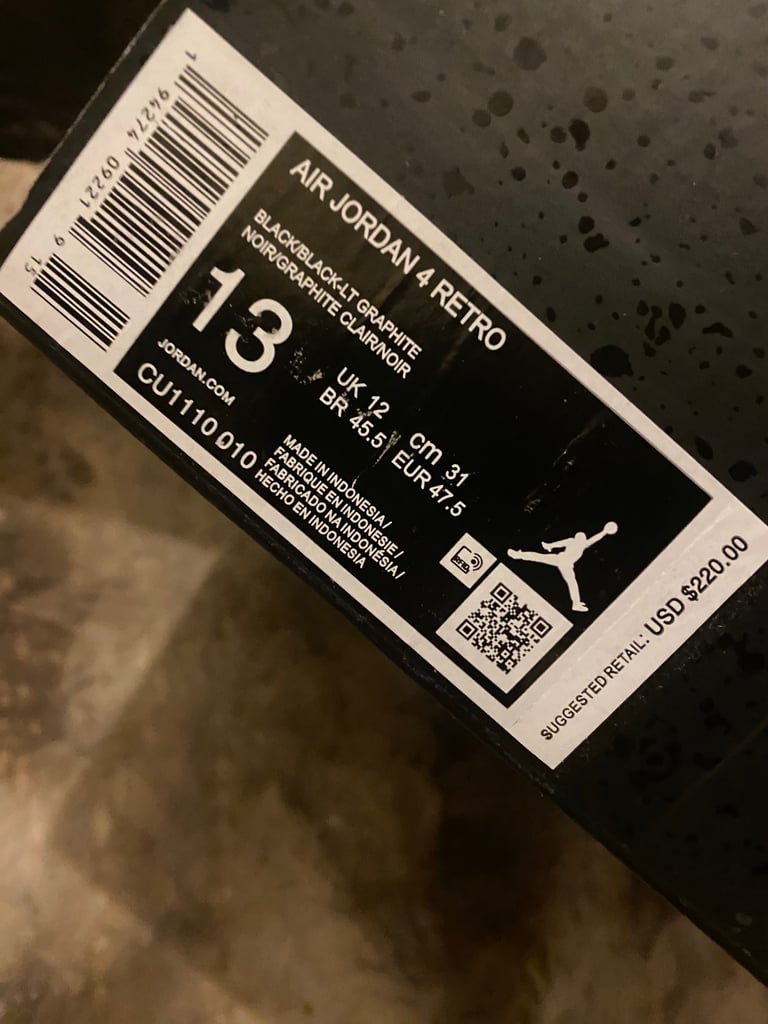 AIR JORDAN 4 RETRO
BLACK/BLACK-LT GRAPHITE
NOIR/GRAPHITE CLAIR/NOIR
13
UK 12
BR 45.5
cm 31
EUR 47.5
JORDAN.COM
CU1110 010
MADE IN INDONESIA/
FABRIQUE EN INDONESIE/
FABRICADO NA INDONESIA/
HECHO EN INDONESIA
RFID
SUGGESTED RETAIL: USD $220.00
1 94274 09221 9 15